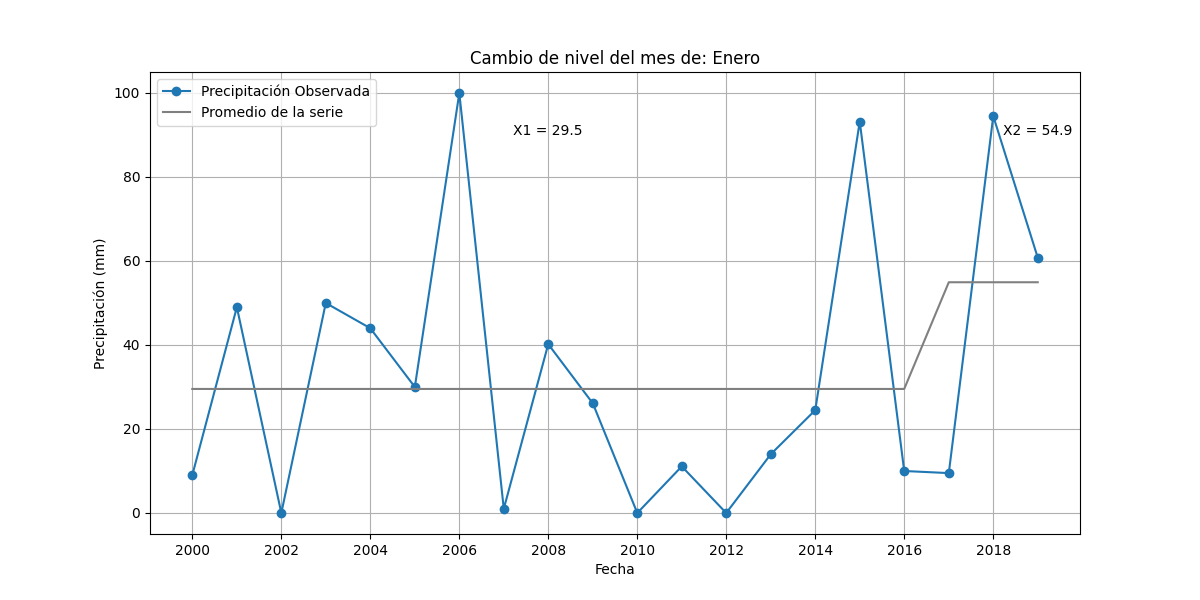 Cambio de nivel del mes de: Enero
Precipitación Observada
Promedio de la serie
X1 = 29.5
X2 = 54.9
100
80
60
40
20
0
Precipitación (mm)
2000 2002 2004 2006 2008 2010 2012 2014 2016 2018
Fecha